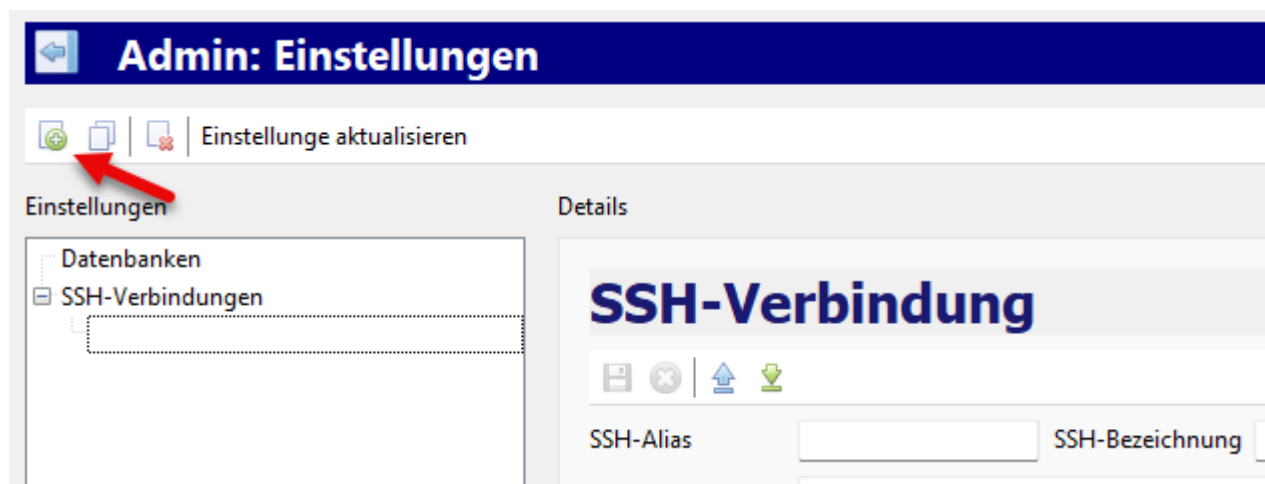 Admin: Einstellungen
Einstellunge aktualisieren
Einstellungen
Details
Datenbanken
SSH-Verbindungen
SSH-Verbindung
SSH-Alias
SSH-Bezeichnung